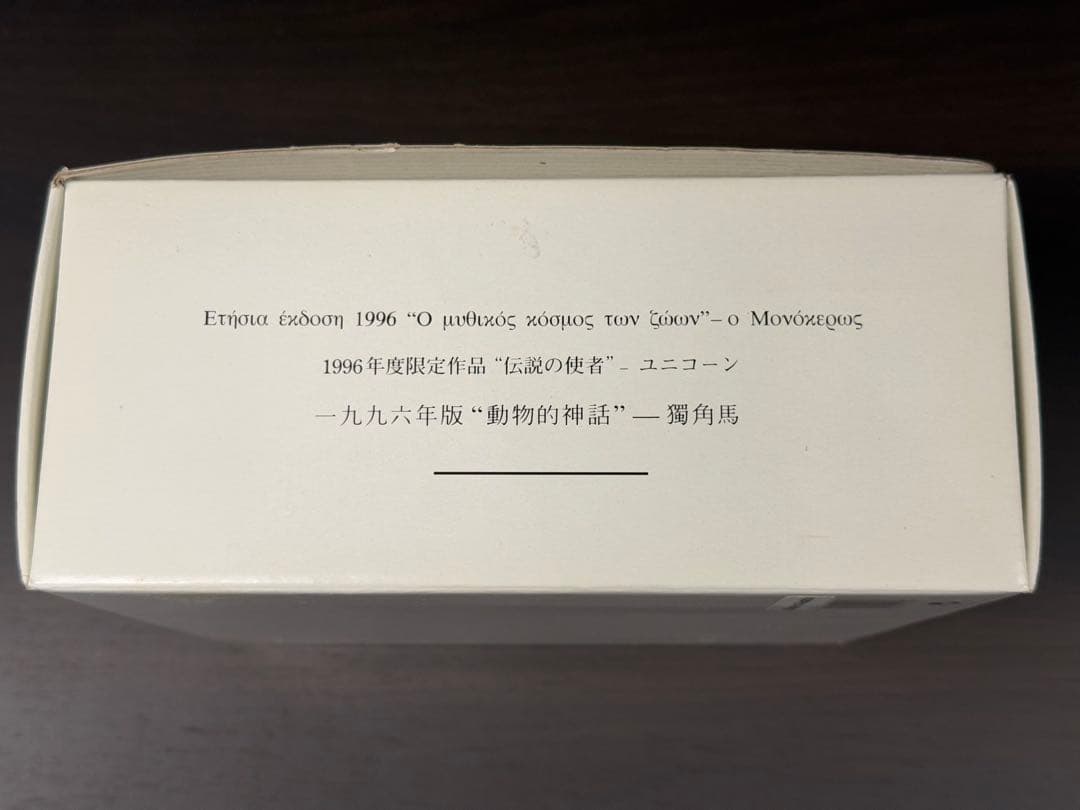 Ετήσια έκδοση 1996 “Ο μυθικός κόσμος των ζώων”– ο Μονόκερως
1996年度限定作品 “伝説の使者” – ユニコーン
一九九六年版 “動物的神話” — 獨角馬